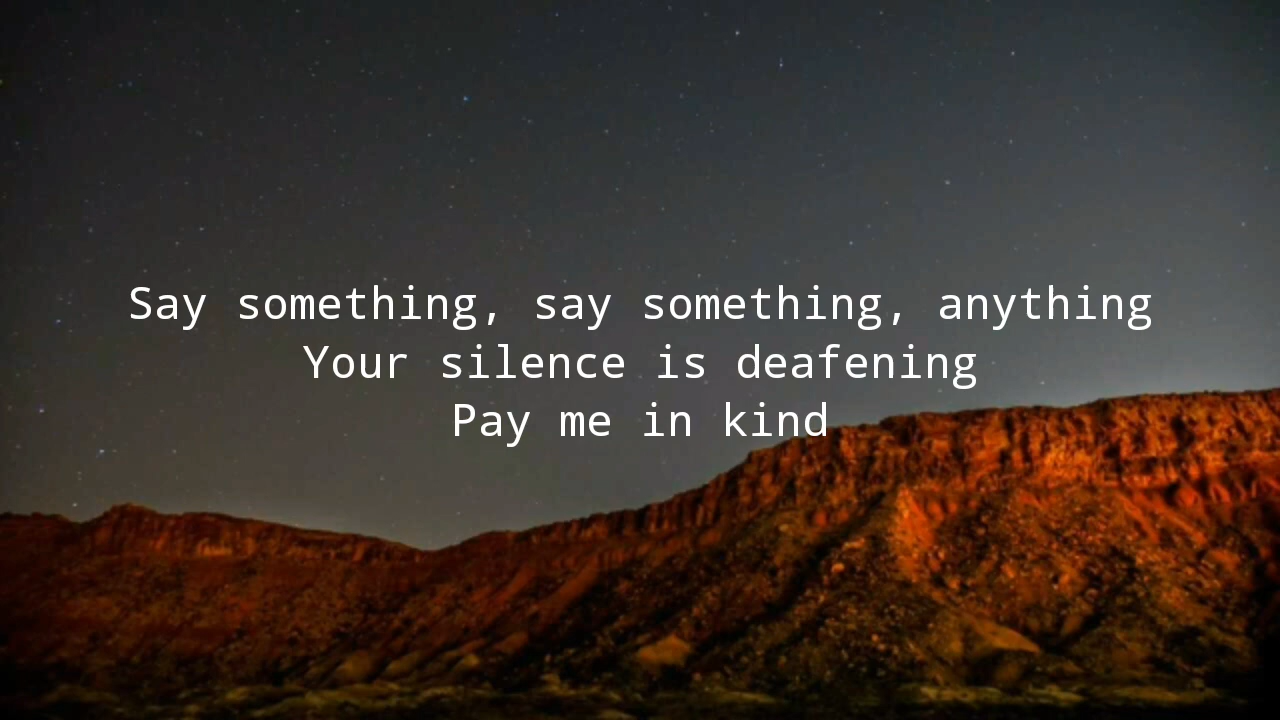 Say something, say something, anything
Your silence is deafening
Pay me in kind